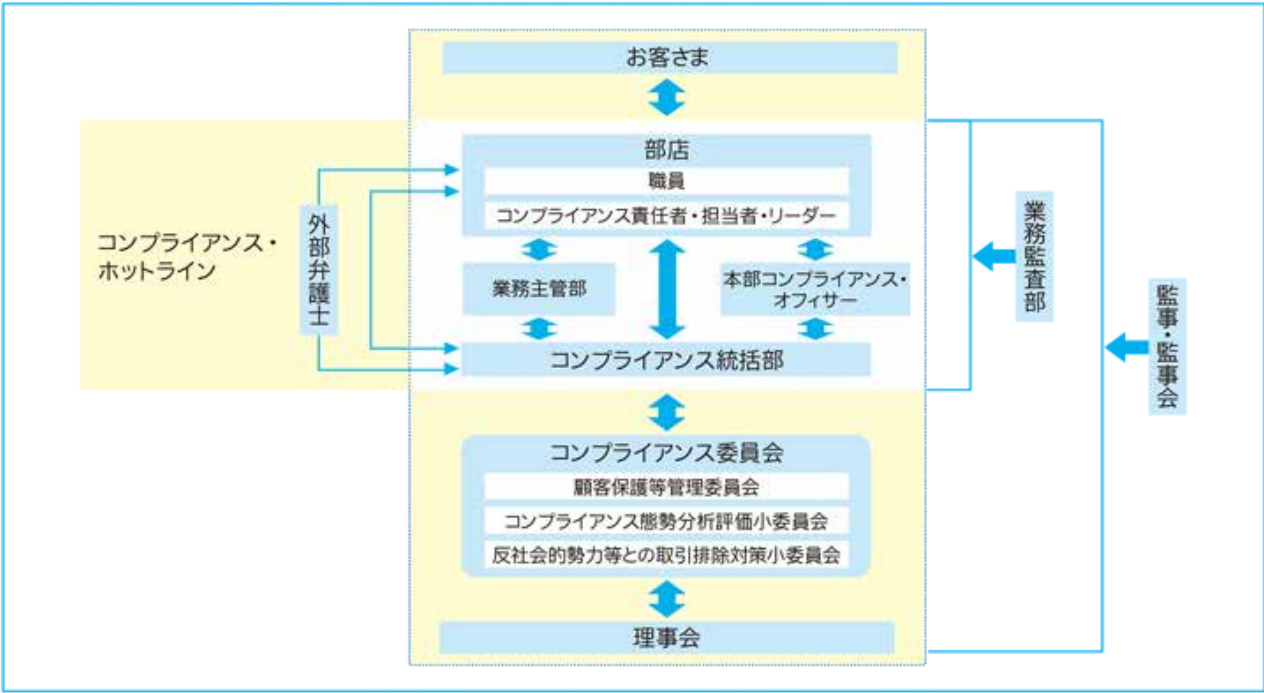 お客さま
部店
職員
コンプライアンス責任者・担当者・リーダー
コンプライアンス・
ホットライン
外部弁護士
業務主管部
本部コンプライアンス・
オフィサー
コンプライアンス統括部
業務監査部
監事・監事会
コンプライアンス委員会
顧客保護等管理委員会
コンプライアンス態勢分析評価小委員会
反社会的勢力等との取引排除対策小委員会
理事会